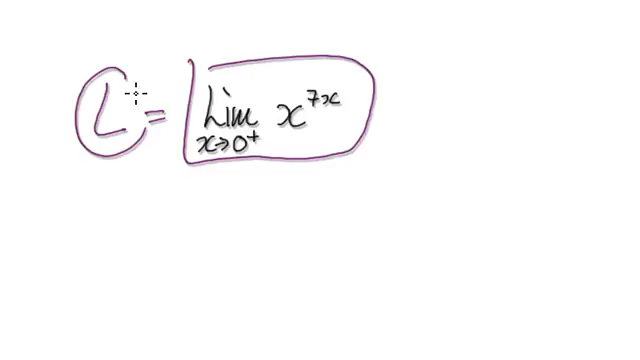 L = lim x^{7x}
x→0⁺